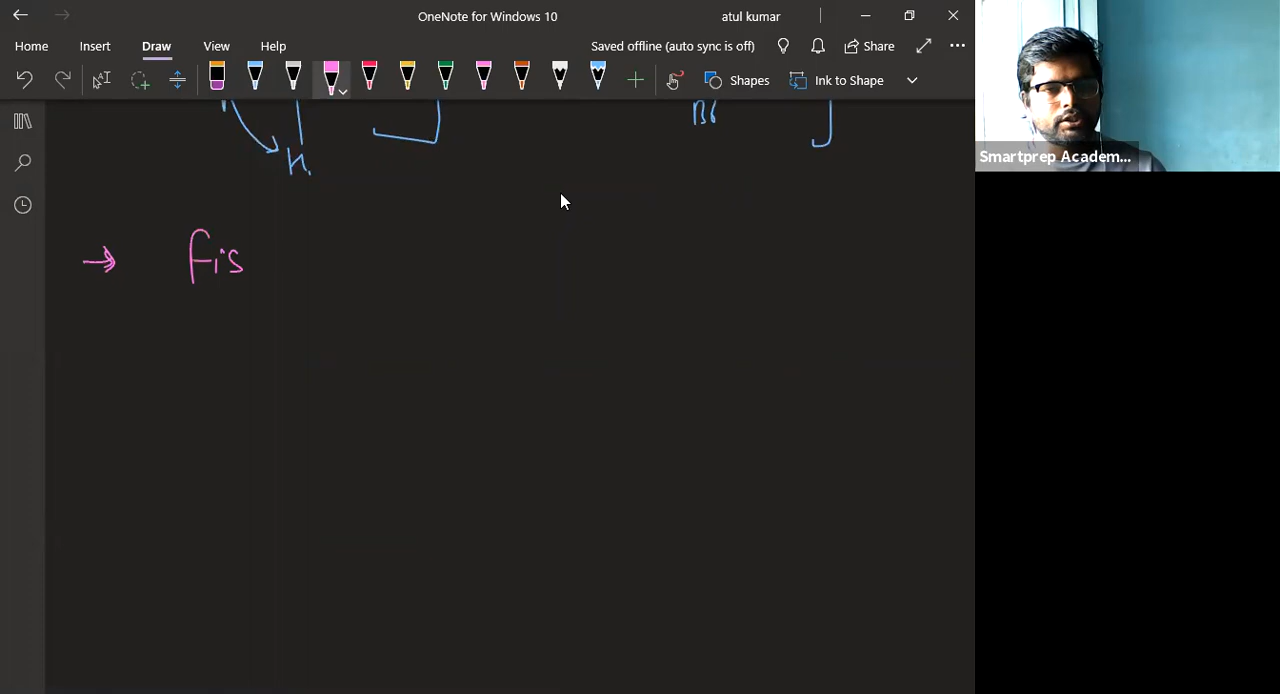 OneNote for Windows 10
atul kumar
Home Insert Draw View Help
Saved offline (auto sync is off)
Share
Shapes
Ink to Shape
Smartprep Academ...
H.
→ Fis